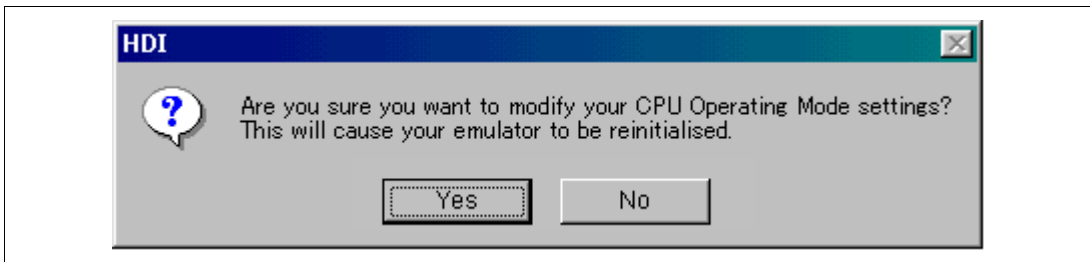 HDI
Are you sure you want to modify your CPU Operating Mode settings?
This will cause your emulator to be reinitialised.
Yes
No